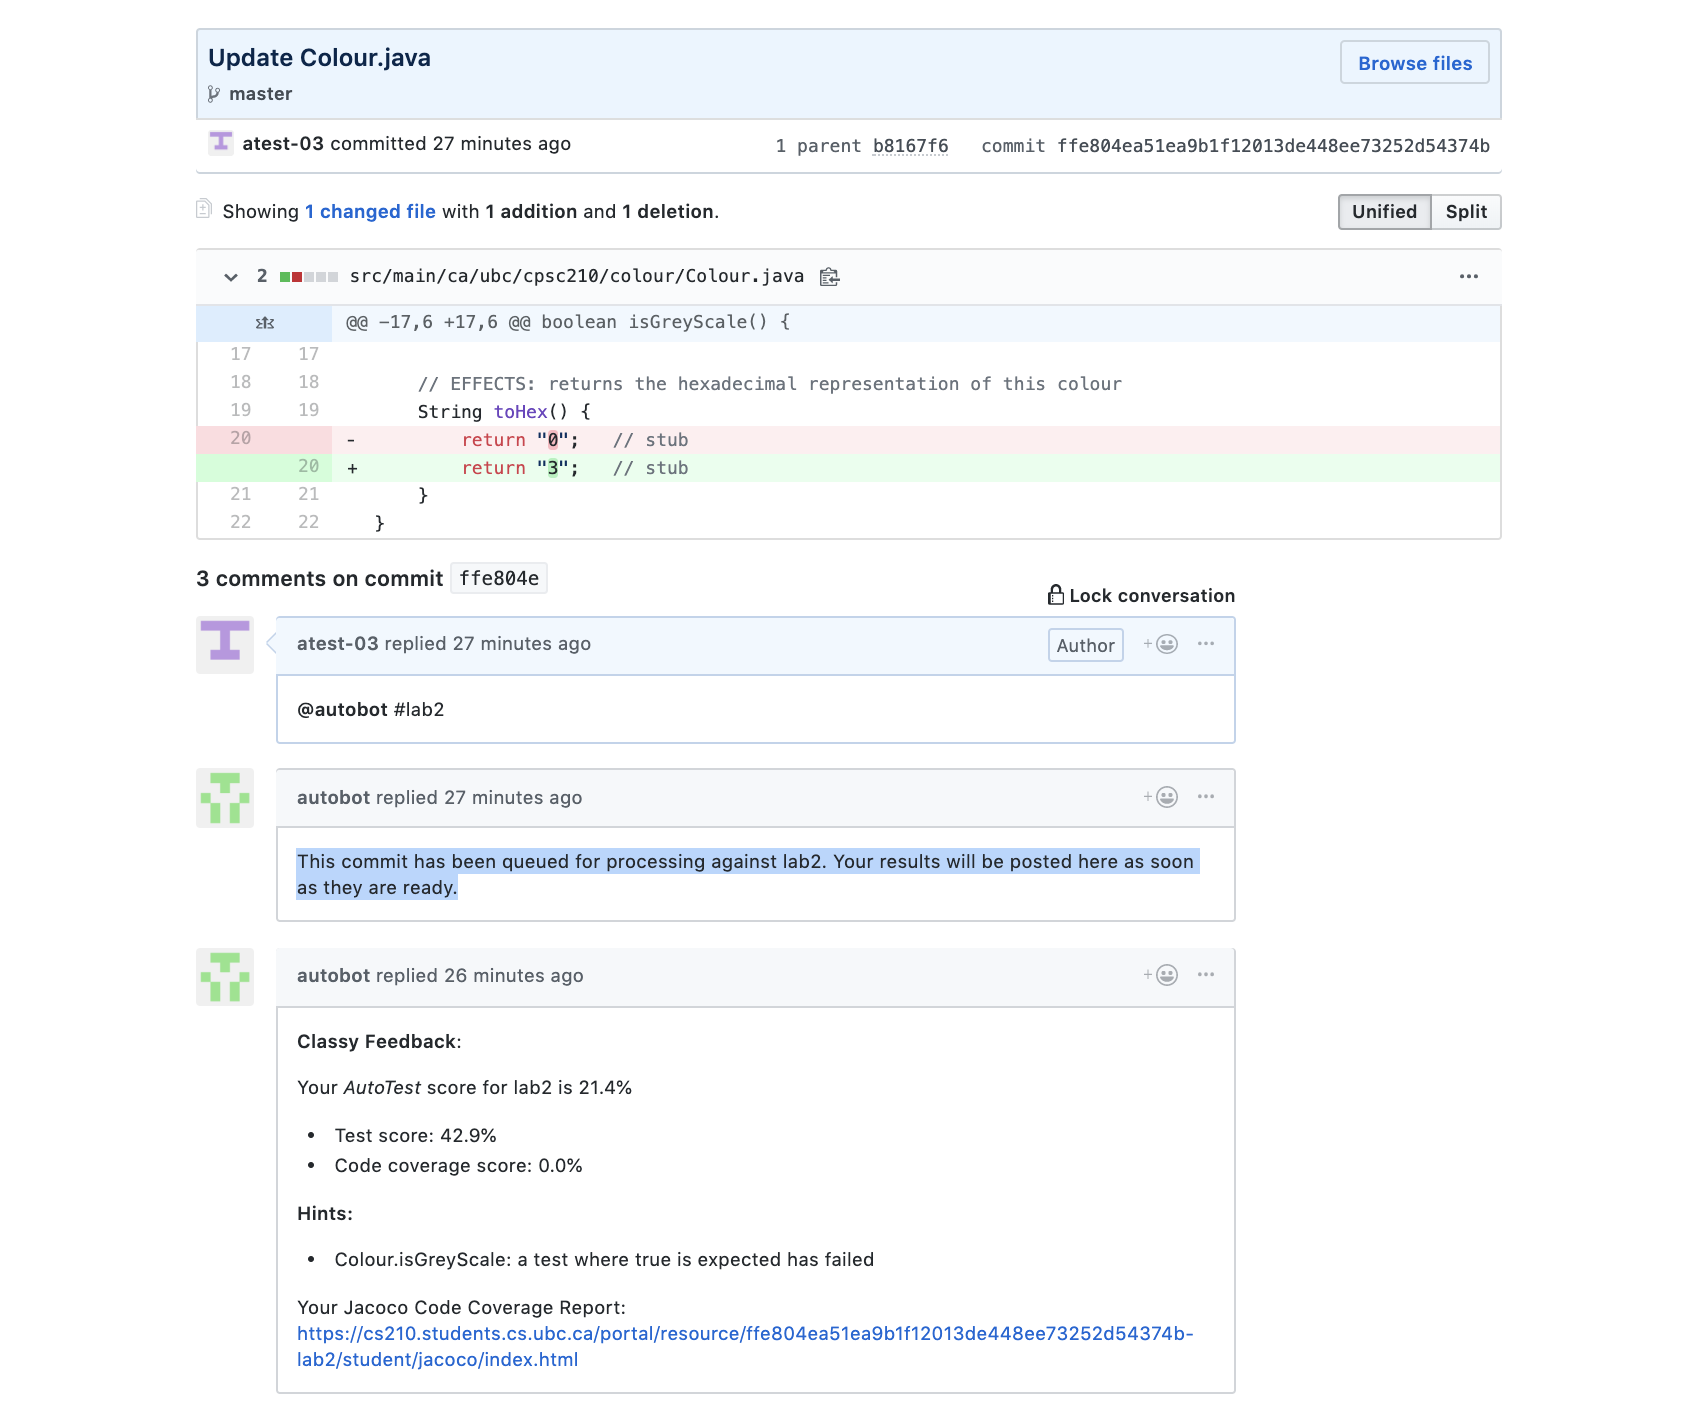 Update Colour.java
Browse files
master
atest-03 committed 27 minutes ago
1 parent b8167f6 commit ffe804ea51ea9b1f12013de448ee73252d54374b
Showing 1 changed file with 1 addition and 1 deletion.
Unified Split
2 src/main/ca/ubc/cpsc210/colour/Colour.java
@@ -17,6 +17,6 @@ boolean isGreyScale() {
17 17
18 18 // EFFECTS: returns the hexadecimal representation of this colour
19 19 String toHex() {
20 - return "0"; // stub
20 + return "3"; // stub
21 21 }
22 22 }
3 comments on commit ffe804e
Lock conversation
atest-03 replied 27 minutes ago
Author
@autobot #lab2
autobot replied 27 minutes ago
This commit has been queued for processing against lab2. Your results will be posted here as soon
as they are ready.
autobot replied 26 minutes ago
Classy Feedback:
Your AutoTest score for lab2 is 21.4%
• Test score: 42.9%
• Code coverage score: 0.0%
Hints:
• Colour.isGreyScale: a test where true is expected has failed
Your Jacoco Code Coverage Report:
https://cs210.students.cs.ubc.ca/portal/resource/ffe804ea51ea9b1f12013de448ee73252d54374b-
lab2/student/jacoco/index.html